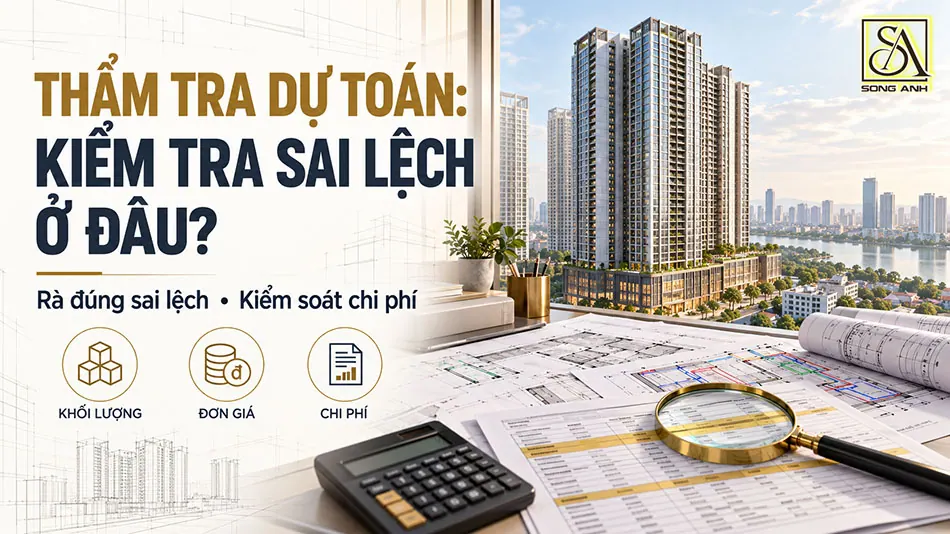 SA
SONG ANH
THẨM TRA DỰ TOÁN:
KIỂM TRA SAI LỆCH
Ở ĐÂU?
Rà đúng sai lệch • Kiểm soát chi phí
đ
KHỐI LƯỢNG
ĐƠN GIÁ
CHI PHÍ